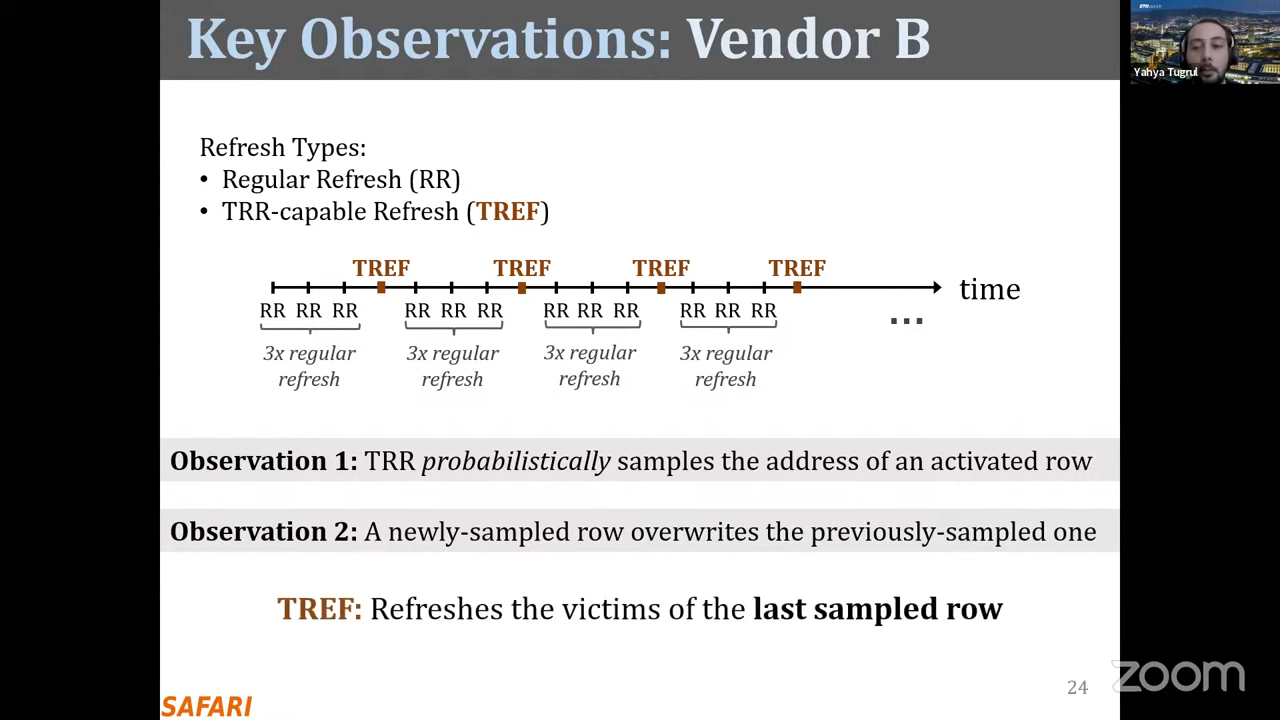 Key Observations: Vendor B
ETH zürich
Yahya Tugrul
Refresh Types:
• Regular Refresh (RR)
• TRR-capable Refresh (TREF)
TREF TREF TREF TREF
time
RR RR RR RR RR RR RR RR RR RR RR RR
...
3x regular refresh
3x regular refresh
3x regular refresh
3x regular refresh
Observation 1: TRR probabilistically samples the address of an activated row
Observation 2: A newly-sampled row overwrites the previously-sampled one
TREF: Refreshes the victims of the last sampled row
SAFARI
24
zoom